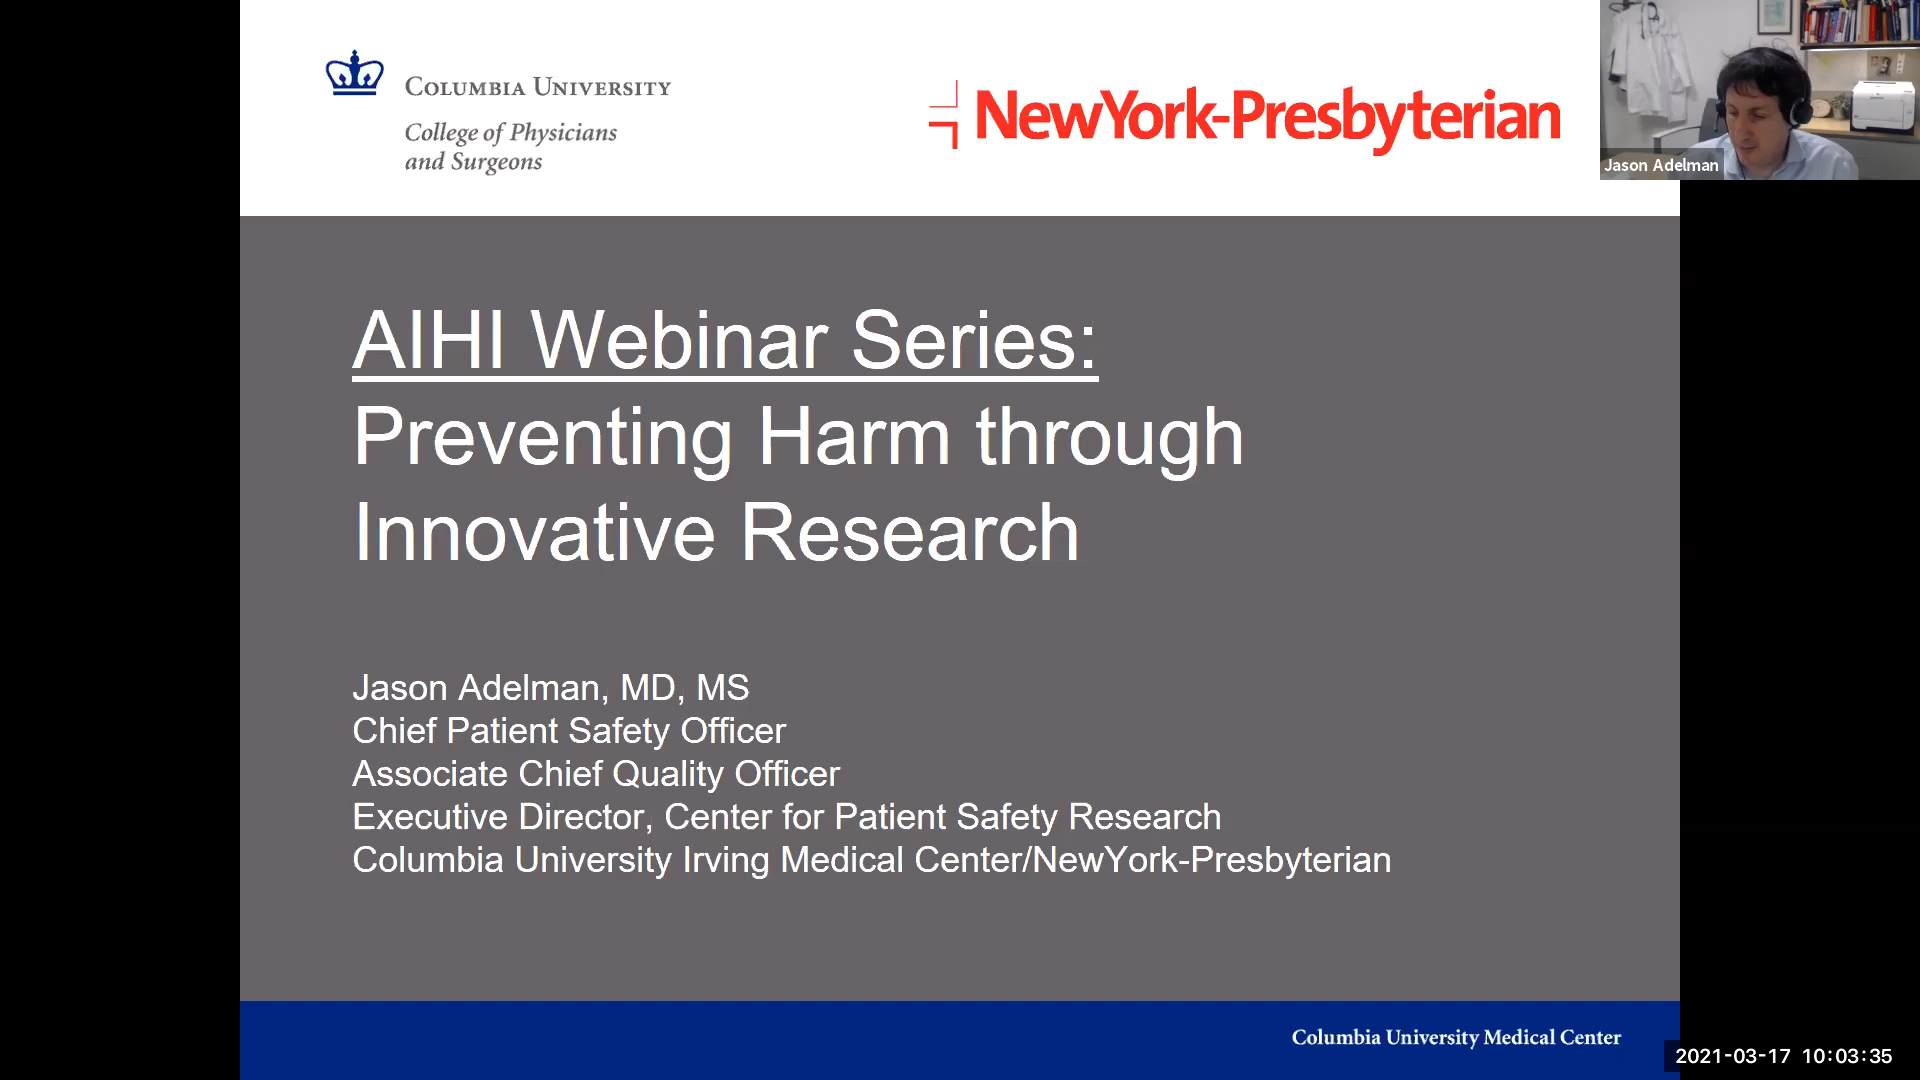 COLUMBIA UNIVERSITY
College of Physicians
and Surgeons
NewYork-Presbyterian
Jason Adelman
AIHI Webinar Series:
Preventing Harm through
Innovative Research
Jason Adelman, MD, MS
Chief Patient Safety Officer
Associate Chief Quality Officer
Executive Director, Center for Patient Safety Research
Columbia University Irving Medical Center/NewYork-Presbyterian
Columbia University Medical Center
2021-03-17 10:03:35